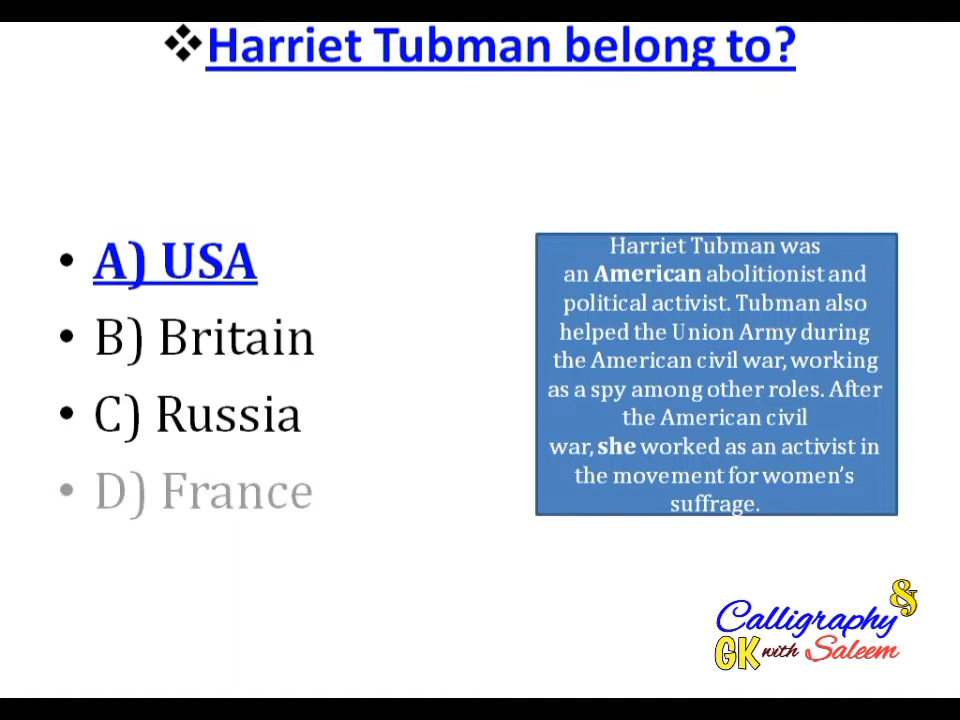 ❖Harriet Tubman belong to?
• A) USA
• B) Britain
• C) Russia
• D) France
Harriet Tubman was
an American abolitionist and
political activist. Tubman also
helped the Union Army during
the American civil war, working
as a spy among other roles. After
the American civil
war, she worked as an activist in
the movement for women’s
suffrage.
Calligraphy &
GK with Saleem